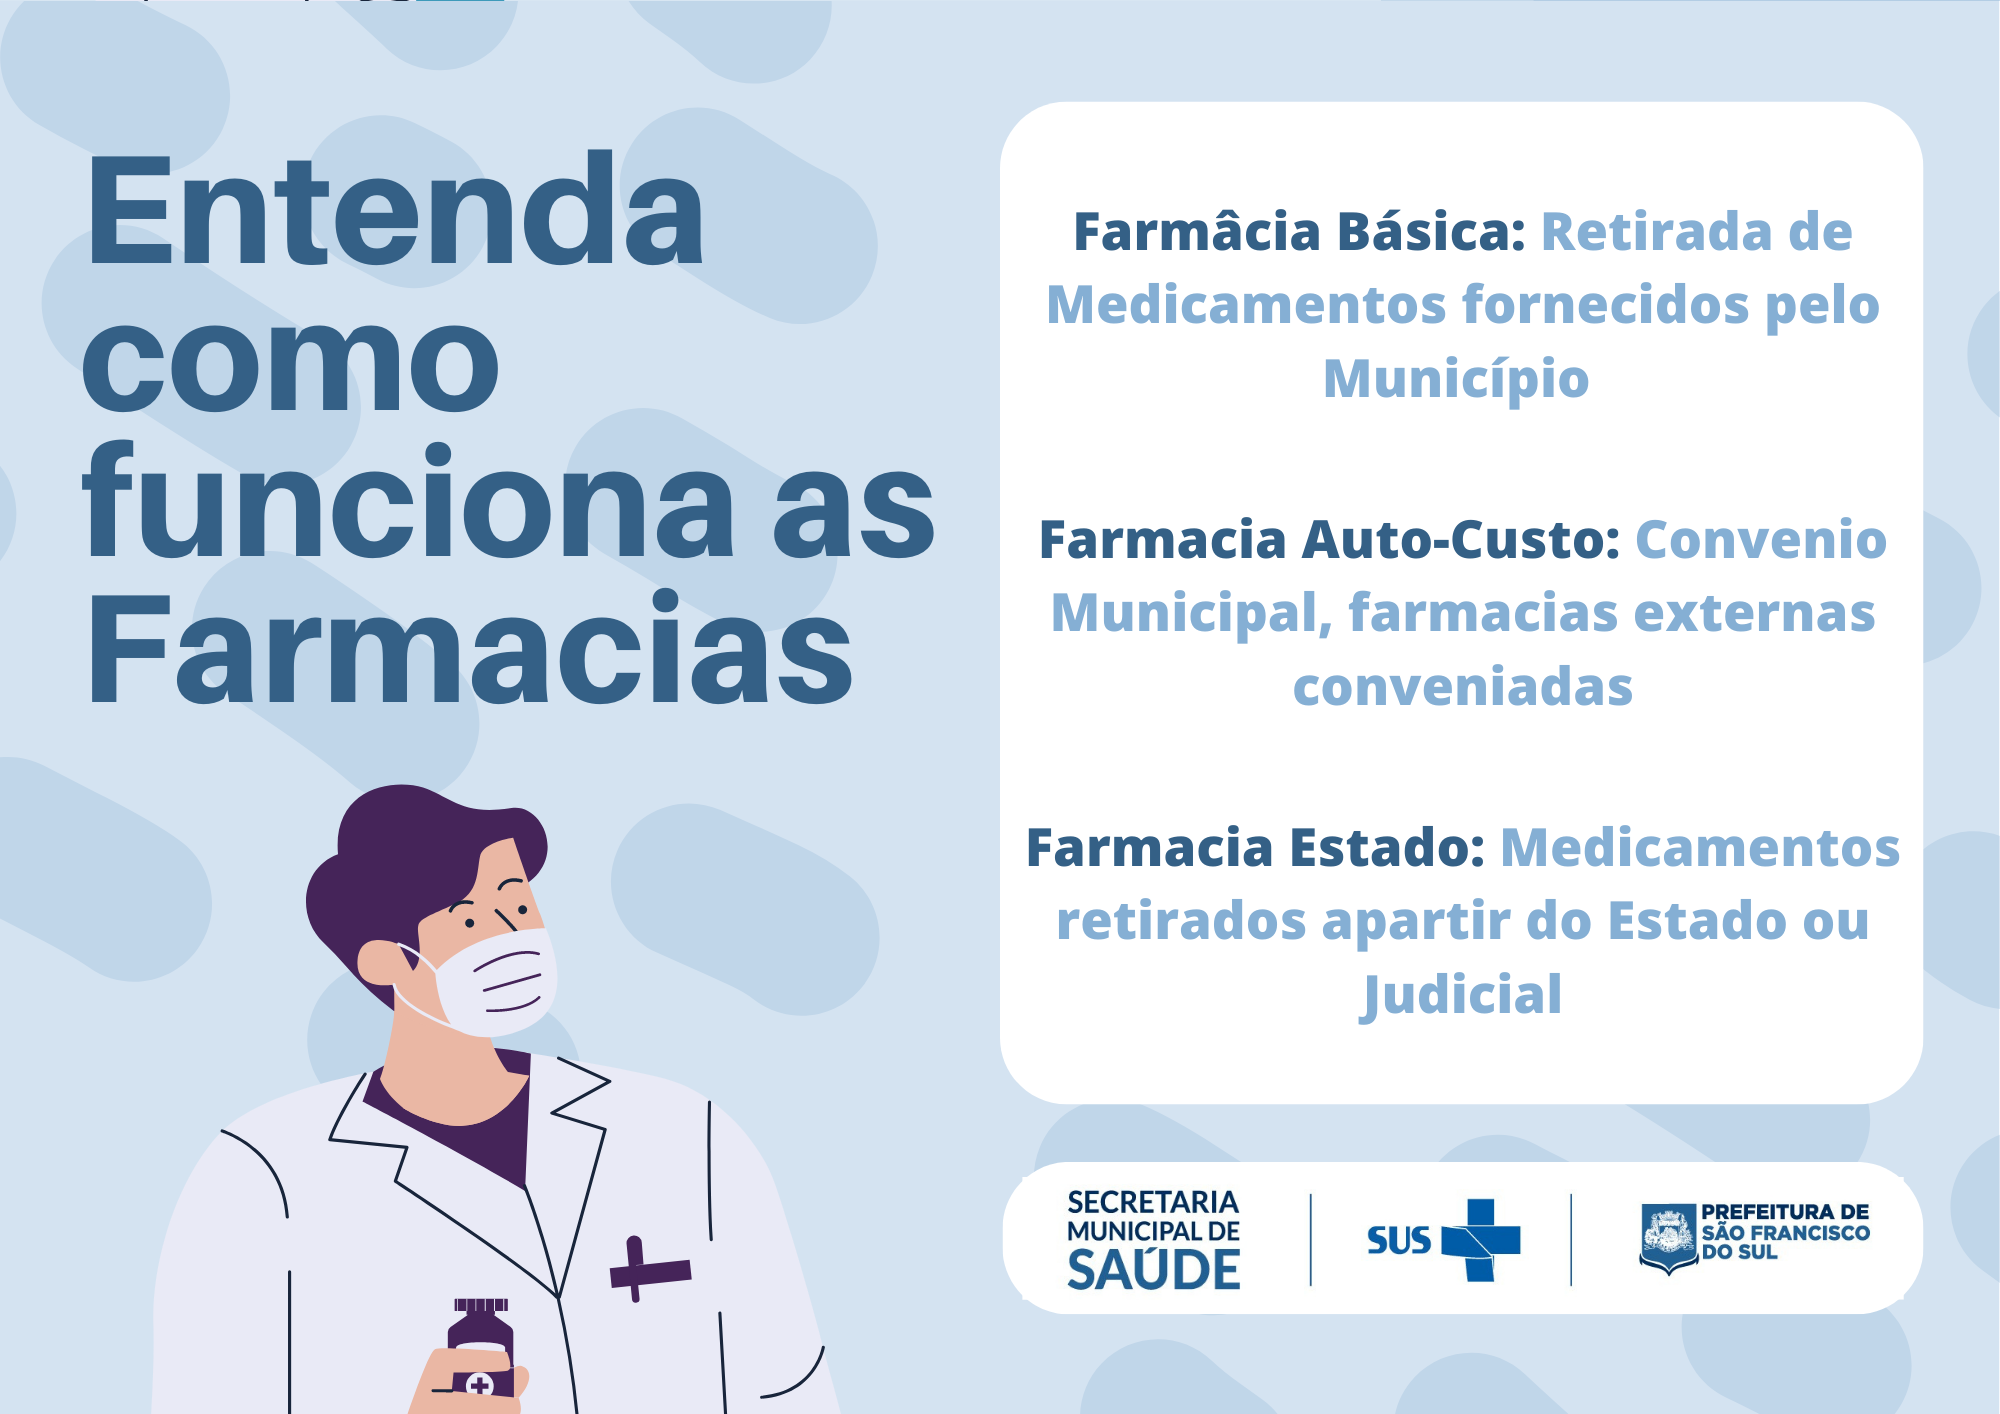 Entenda
como
funciona as
Farmacias
Farmâcia Básica: Retirada de
Medicamentos fornecidos pelo
Município
Farmacia Auto-Custo: Convenio
Municipal, farmacias externas
conveniadas
Farmacia Estado: Medicamentos
retirados apartir do Estado ou
Judicial
SECRETARIA
MUNICIPAL DE
SAÚDE
SUS
PREFEITURA DE
SÃO FRANCISCO
DO SUL